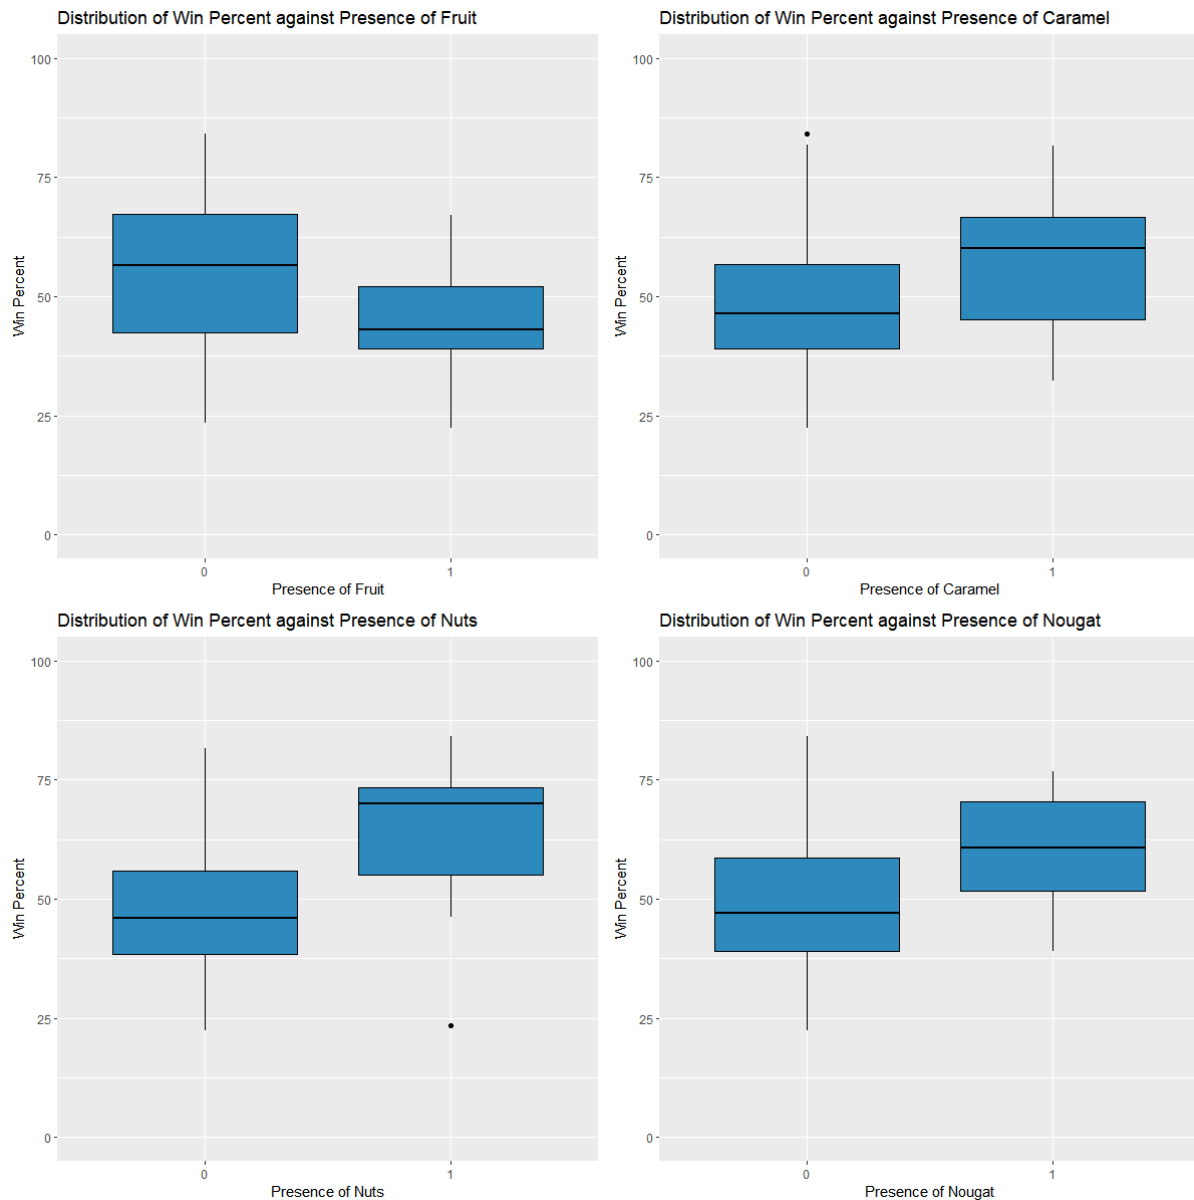 Distribution of Win Percent against Presence of Fruit
100
75
50
25
0
Win Percent
0 1
Presence of Fruit
Distribution of Win Percent against Presence of Caramel
100
75
50
25
0
Win Percent
0 1
Presence of Caramel
Distribution of Win Percent against Presence of Nuts
100
75
50
25
0
Win Percent
0 1
Presence of Nuts
Distribution of Win Percent against Presence of Nougat
100
75
50
25
0
Win Percent
0 1
Presence of Nougat